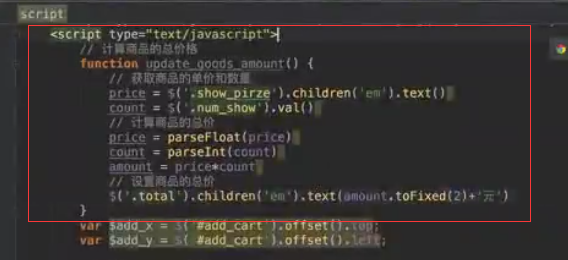 script
<script type="text/javascript">
// 计算商品的总价格
function update_goods_amount() {
// 获取商品的单价和数量
price = $('.show_pirze').children('em').text()
count = $('.num_show').val()
// 计算商品的总价
price = parseFloat(price)
count = parseInt(count)
amount = price*count
// 设置商品的总价
$('.total').children('em').text(amount.toFixed(2)+'元')
}
var $add_x = $('#add_cart').offset().top;
var $add_y = $('#add_cart').offset().left;